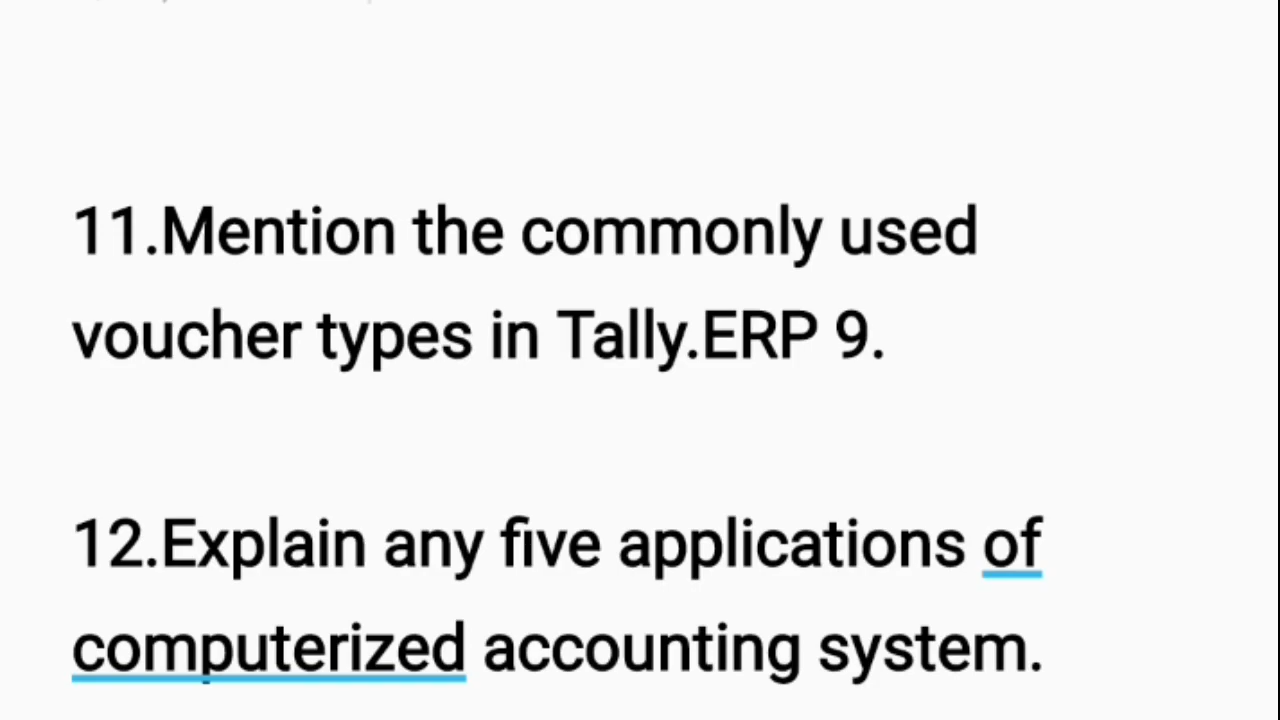 11.Mention the commonly used
voucher types in Tally.ERP 9.
12.Explain any five applications of
computerized accounting system.